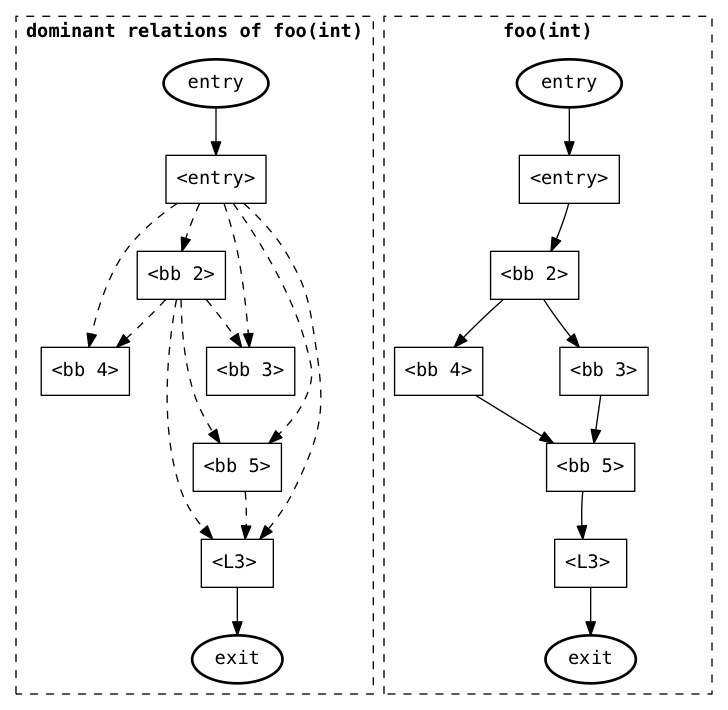 dominant relations of foo(int)
entry
<entry>
<bb 2>
<bb 4>
<bb 3>
<bb 5>
<L3>
exit
foo(int)
entry
<entry>
<bb 2>
<bb 4>
<bb 3>
<bb 5>
<L3>
exit